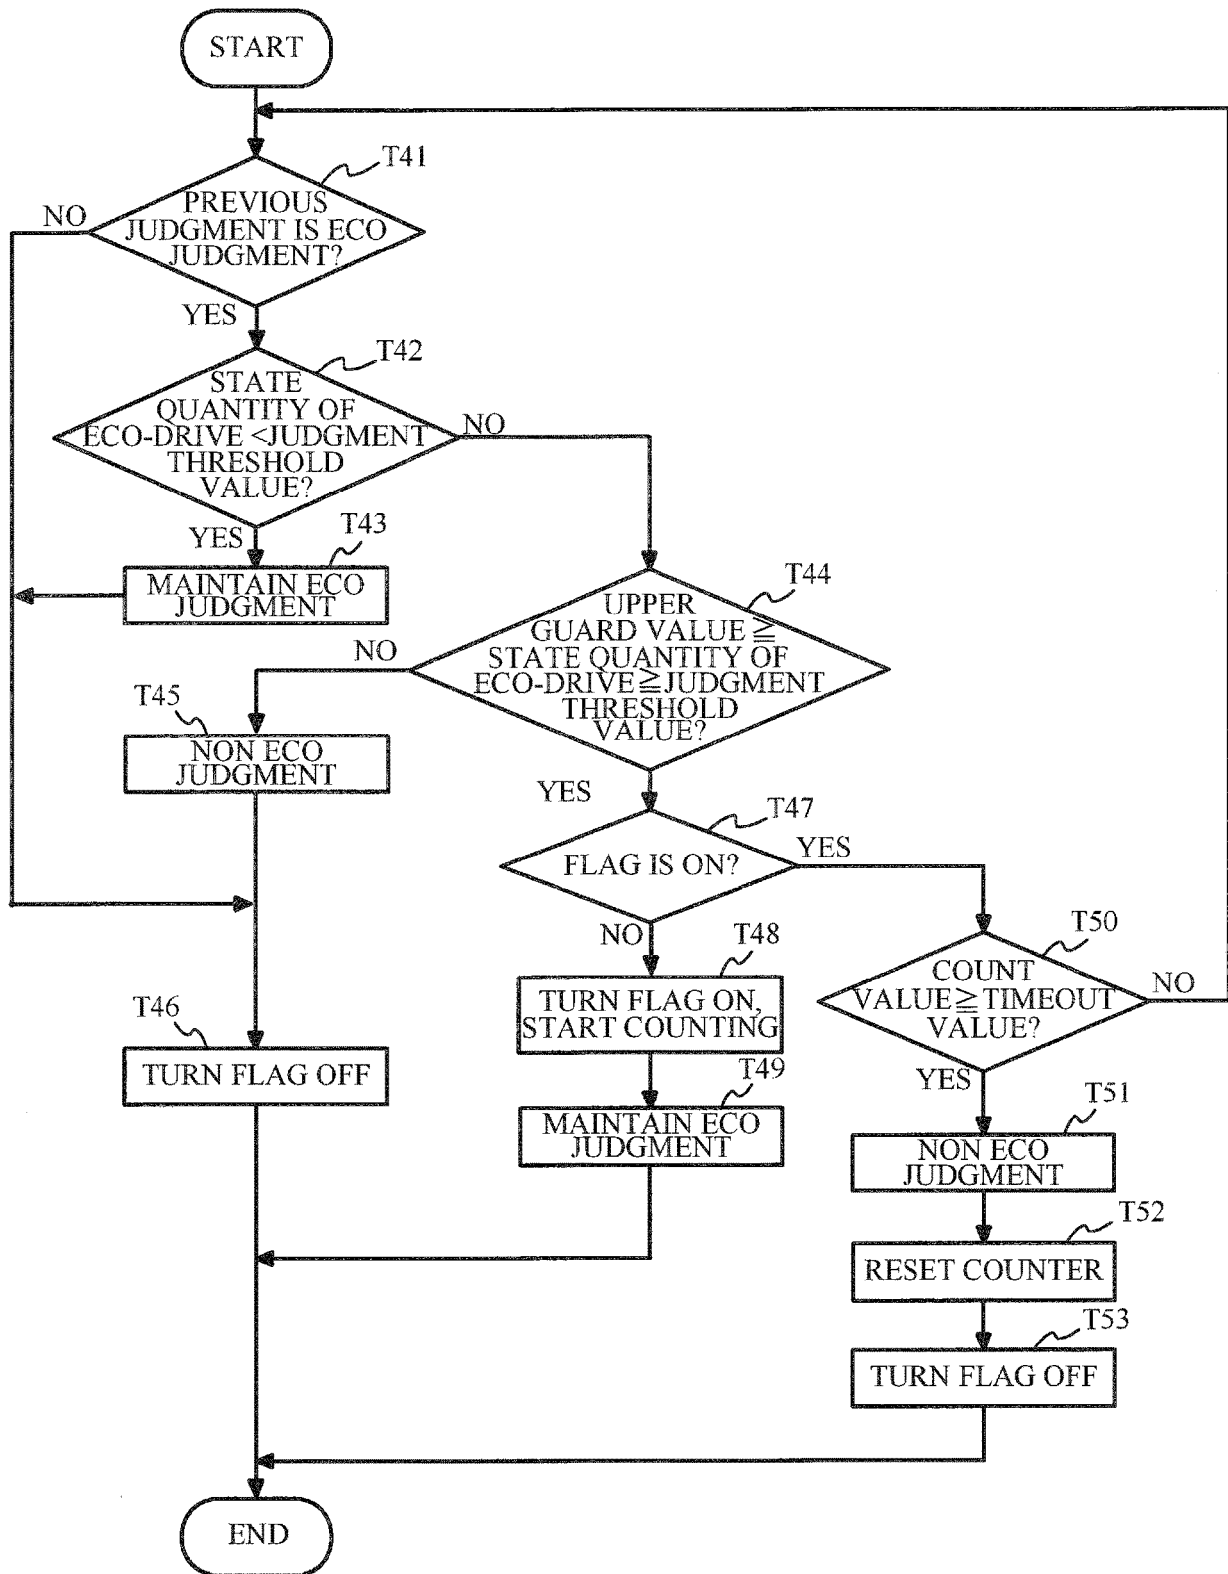 START
T41
PREVIOUS
JUDGMENT IS ECO
JUDGMENT?
NO
YES
T42
STATE
QUANTITY OF
ECO-DRIVE <JUDGMENT
THRESHOLD
VALUE?
NO
YES
T43
MAINTAIN ECO
JUDGMENT
T44
UPPER
GUARD VALUE ≧
STATE QUANTITY OF
ECO-DRIVE≧JUDGMENT
THRESHOLD
VALUE?
NO
YES
T45
NON ECO
JUDGMENT
T47
FLAG IS ON?
YES
NO
T48
TURN FLAG ON,
START COUNTING
T50
COUNT
VALUE≧TIMEOUT
VALUE?
NO
YES
T46
TURN FLAG OFF
T49
MAINTAIN ECO
JUDGMENT
T51
NON ECO
JUDGMENT
T52
RESET COUNTER
T53
TURN FLAG OFF
END